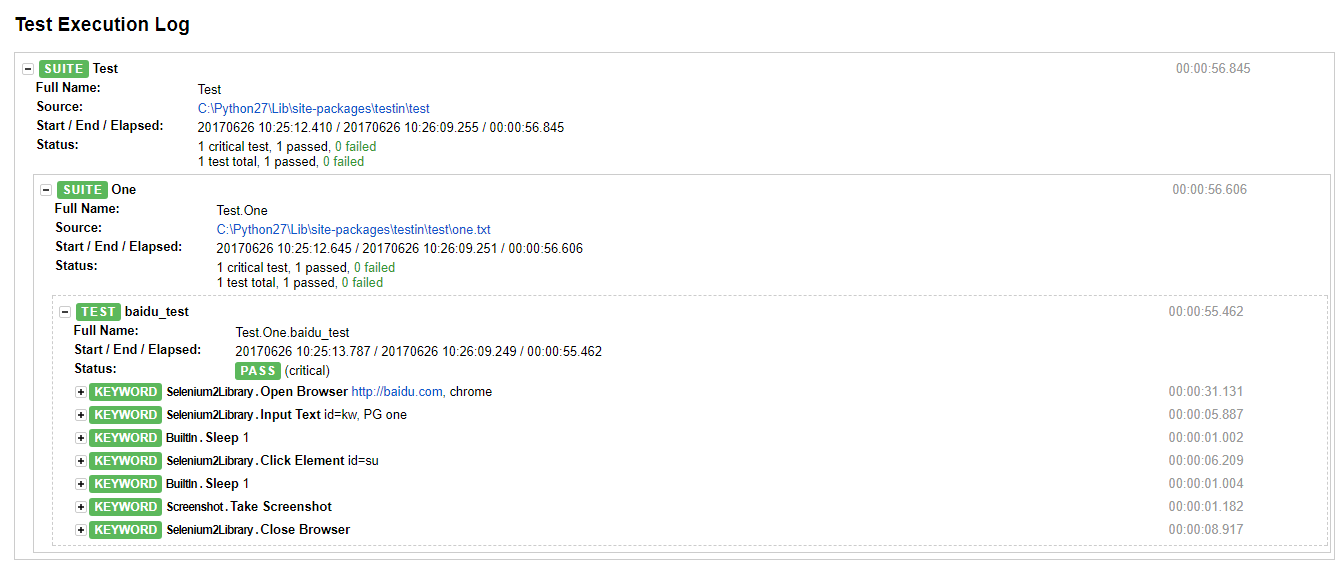 Test Execution Log
SUITE Test 00:00:56.845
Full Name: Test
Source: C:\Python27\Lib\site-packages\testin\test
Start / End / Elapsed: 20170626 10:25:12.410 / 20170626 10:26:09.255 / 00:00:56.845
Status: 1 critical test, 1 passed, 0 failed
1 test total, 1 passed, 0 failed
SUITE One 00:00:56.606
Full Name: Test.One
Source: C:\Python27\Lib\site-packages\testin\test\one.txt
Start / End / Elapsed: 20170626 10:25:12.645 / 20170626 10:26:09.251 / 00:00:56.606
Status: 1 critical test, 1 passed, 0 failed
1 test total, 1 passed, 0 failed
TEST baidu_test 00:00:55.462
Full Name: Test.One.baidu_test
Start / End / Elapsed: 20170626 10:25:13.787 / 20170626 10:26:09.249 / 00:00:55.462
Status: PASS (critical)
KEYWORD Selenium2Library.Open Browser http://baidu.com, chrome 00:00:31.131
KEYWORD Selenium2Library.Input Text id=kw, PG one 00:00:05.887
KEYWORD BuiltIn.Sleep 1 00:00:01.002
KEYWORD Selenium2Library.Click Element id=su 00:00:06.209
KEYWORD BuiltIn.Sleep 1 00:00:01.004
KEYWORD Screenshot.Take Screenshot 00:00:01.182
KEYWORD Selenium2Library.Close Browser 00:00:08.917